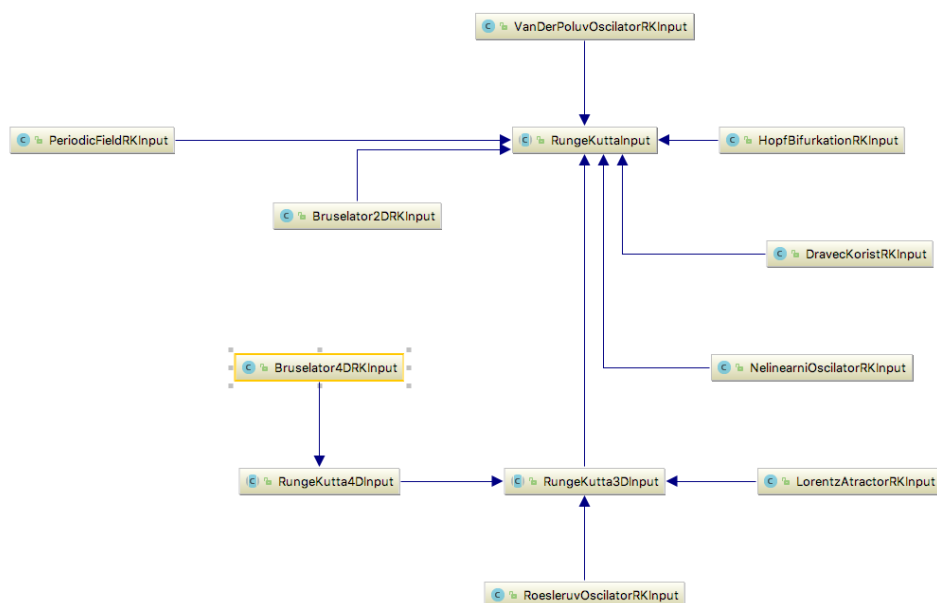 VanDerPoluvOscilatorRKInput
PeriodicFieldRKInput
RungeKuttaInput
HopfBifurkationRKInput
Bruselator2DRKInput
DravecKoristRKInput
Bruselator4DRKInput
NelinearniOscilatorRKInput
RungeKutta4DInput
RungeKutta3DInput
LorentzAtractorRKInput
RoesleruvOscilatorRKInput